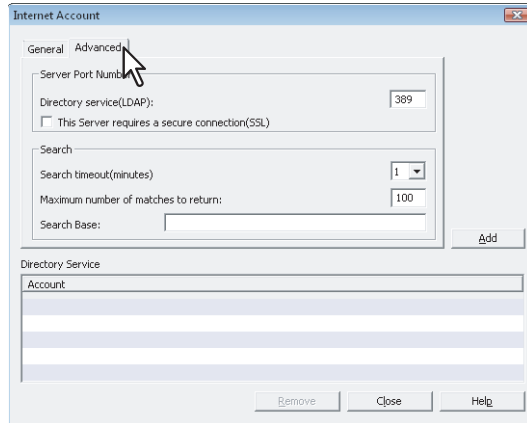 Internet Account
General Advanced
Server Port Number
Directory service(LDAP): 389
This Server requires a secure connection(SSL)
Search
Search timeout(minutes) 1
Maximum number of matches to return: 100
Search Base:
Add
Directory Service
Account
Remove Close Help